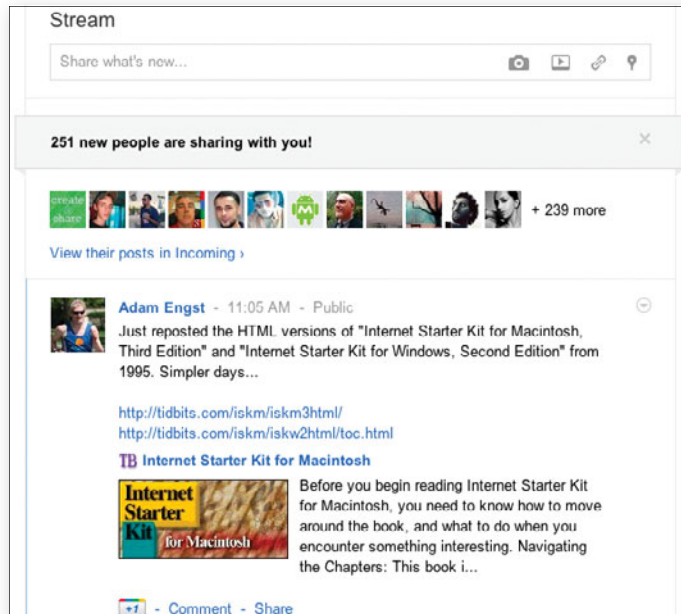 Stream
Share what's new...
251 new people are sharing with you!
create
share
+ 239 more
View their posts in Incoming ›
Adam Engst - 11:05 AM - Public
Just reposted the HTML versions of "Internet Starter Kit for Macintosh,
Third Edition" and "Internet Starter Kit for Windows, Second Edition" from
1995. Simpler days...
http://tidbits.com/iskm/iskm3html/
http://tidbits.com/iskm/iskw2html/toc.html
TB Internet Starter Kit for Macintosh
Internet
Starter
Kit
for Macintosh
Before you begin reading Internet Starter Kit
for Macintosh, you need to know how to move
around the book, and what to do when you
encounter something interesting. Navigating
the Chapters: This book i...
+1 - Comment - Share